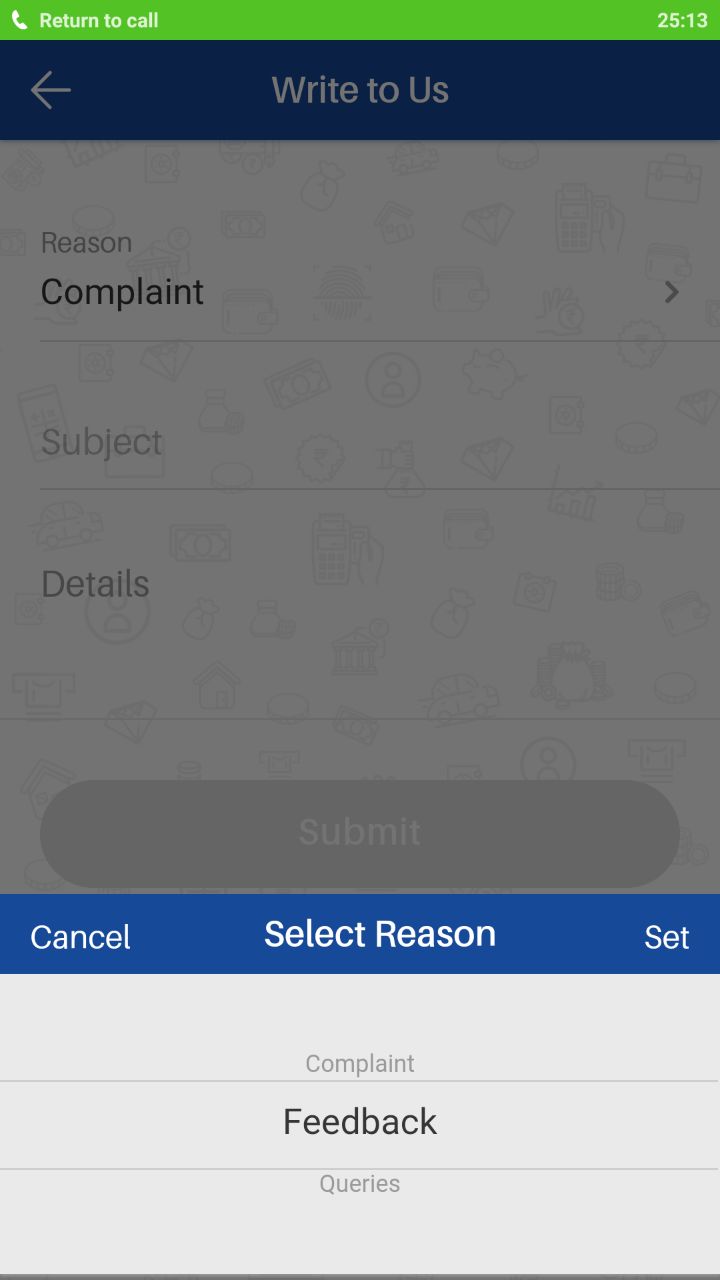 Return to call 25:13
Write to Us
Reason
Complaint
Subject
Details
Submit
Cancel Select Reason Set
Complaint
Feedback
Queries